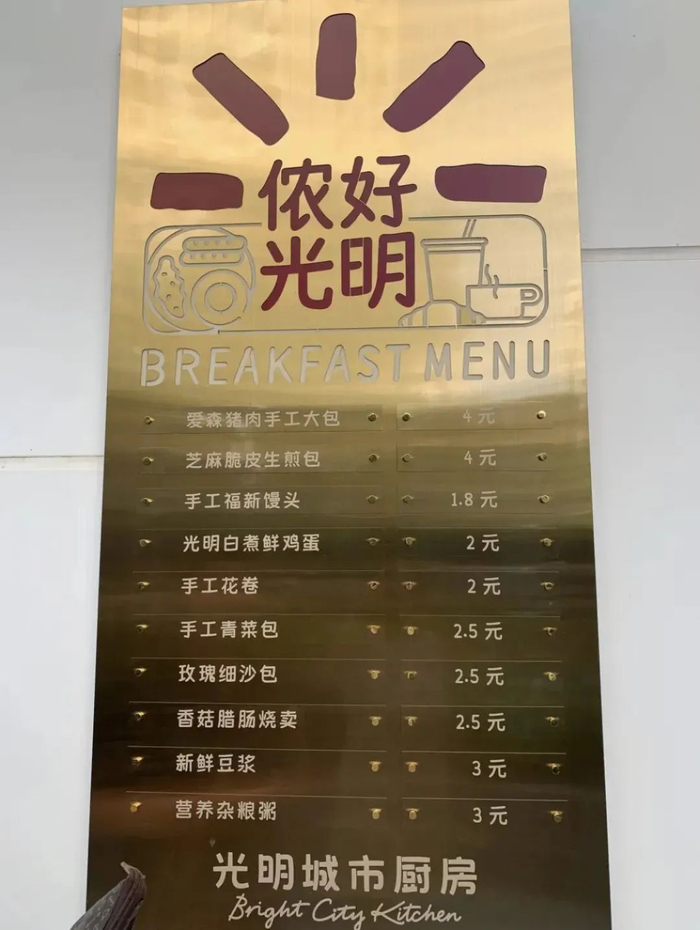 侬好
光明
BREAKFAST MENU
爱森猪肉手工大包 4 元
芝麻脆皮生煎包 4 元
手工福新馒头 1.8 元
光明白煮鲜鸡蛋 2 元
手工花卷 2 元
手工青菜包 2.5 元
玫瑰细沙包 2.5 元
香菇腊肠烧卖 2.5 元
新鲜豆浆 3 元
营养杂粮粥 3 元
光明城市厨房
Bright City Kitchen